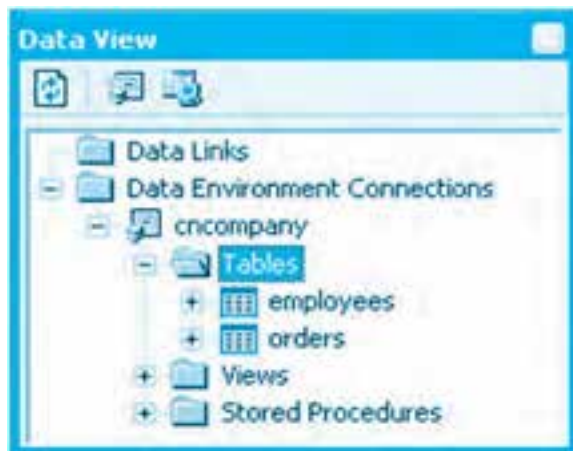 Data View
Data Links
Data Environment Connections
cncompany
Tables
employees
orders
Views
Stored Procedures